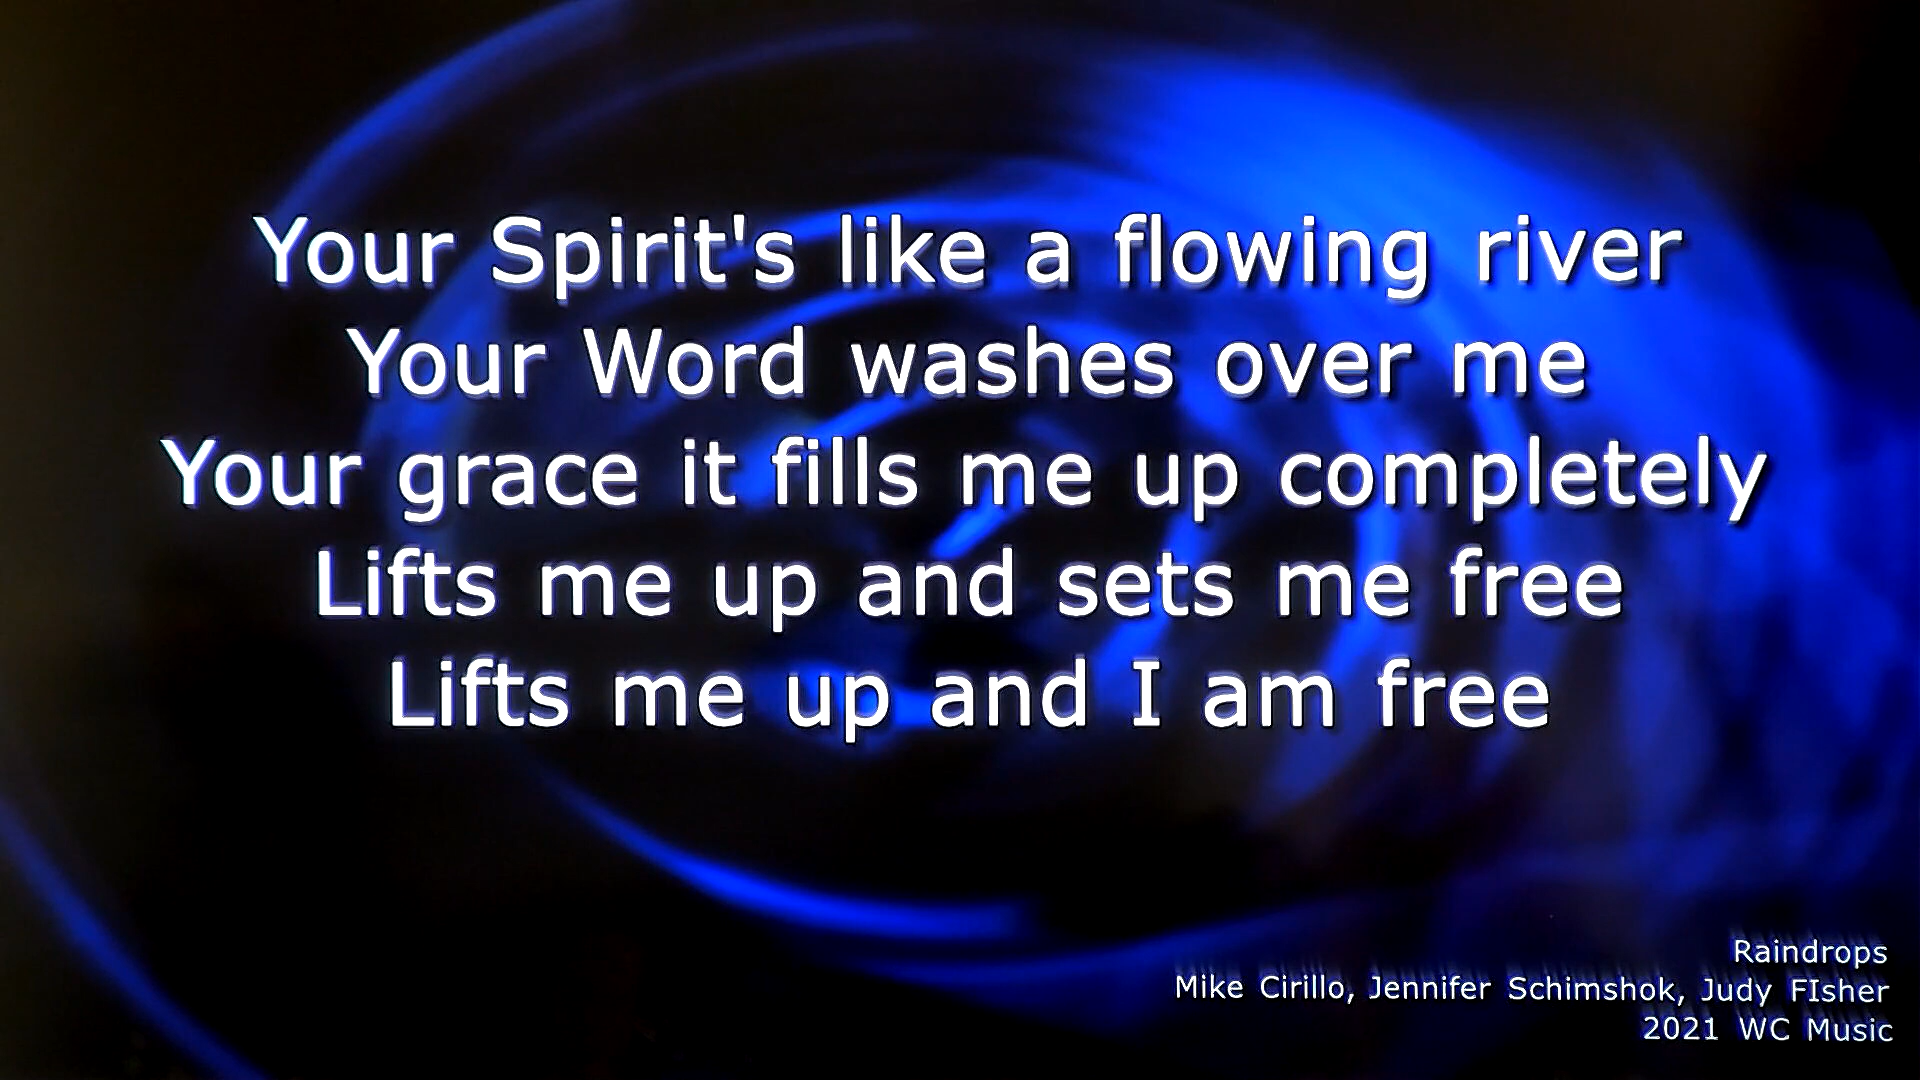 Your Spirit's like a flowing river
Your Word washes over me
Your grace it fills me up completely
Lifts me up and sets me free
Lifts me up and I am free
Raindrops
Mike Cirillo, Jennifer Schimshok, Judy FIsher
2021 WC Music